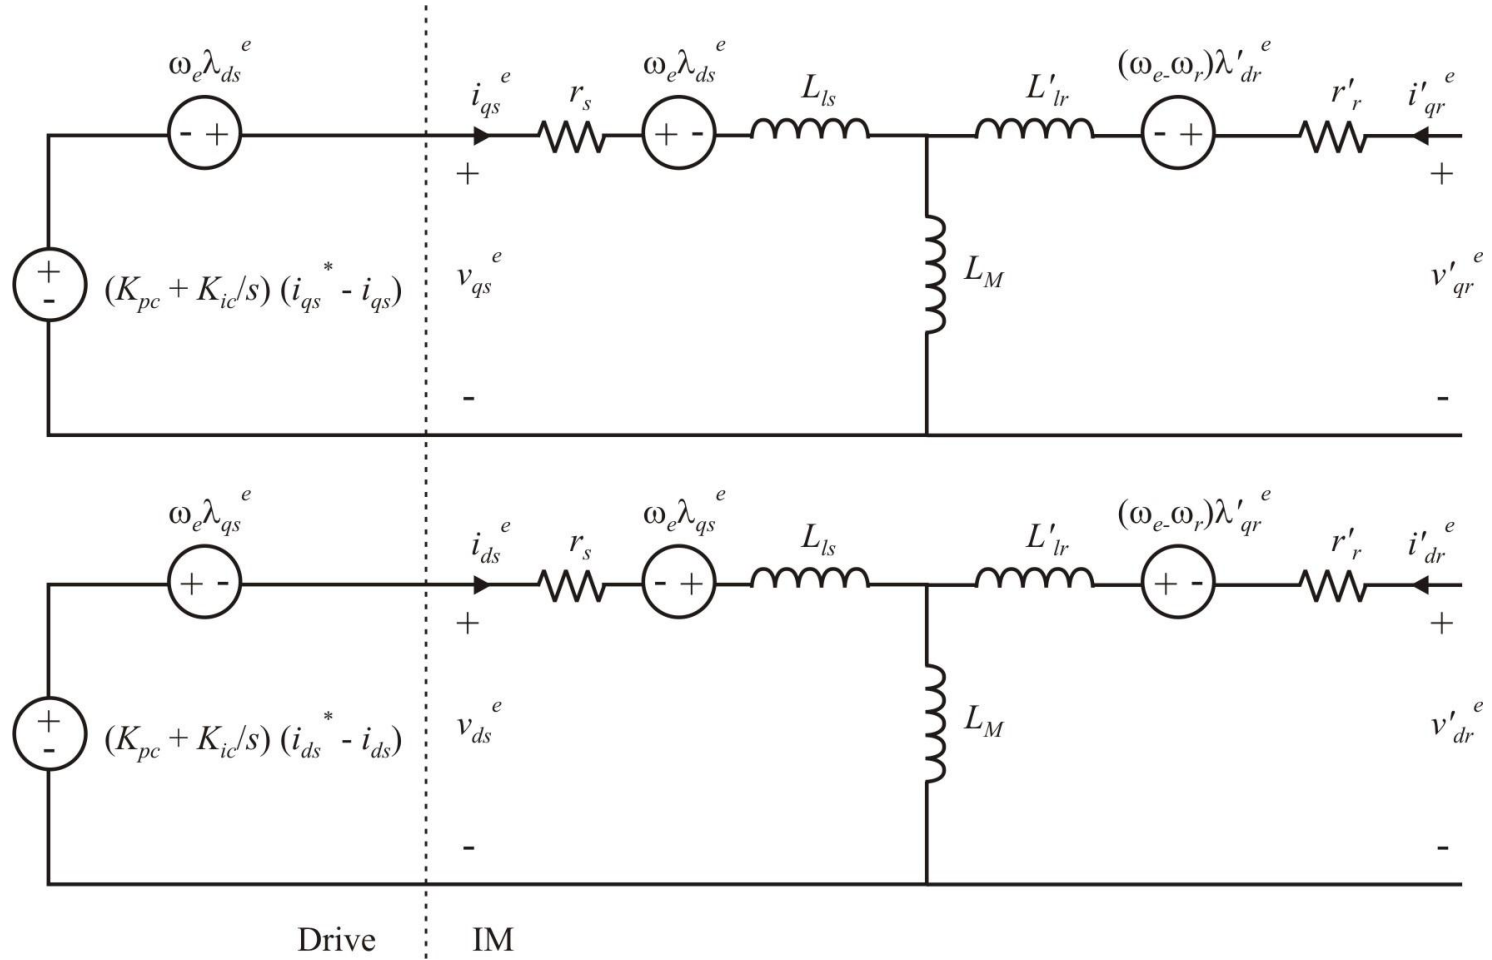 ωeλds^e ωeλds^e (ωe-ωr)λ'dr^e
iqs^e rs Lls L'lr r'r i'qr^e
- + + - - +
+ +
+ - (Kpc + Kic/s) (iqs* - iqs) vqs^e LM v'qr^e
- -
ωeλqs^e ωeλqs^e (ωe-ωr)λ'qr^e
ids^e rs Lls L'lr r'r i'dr^e
+ - - + + -
+ +
+ - (Kpc + Kic/s) (ids* - ids) vds^e LM v'dr^e
- -
Drive IM